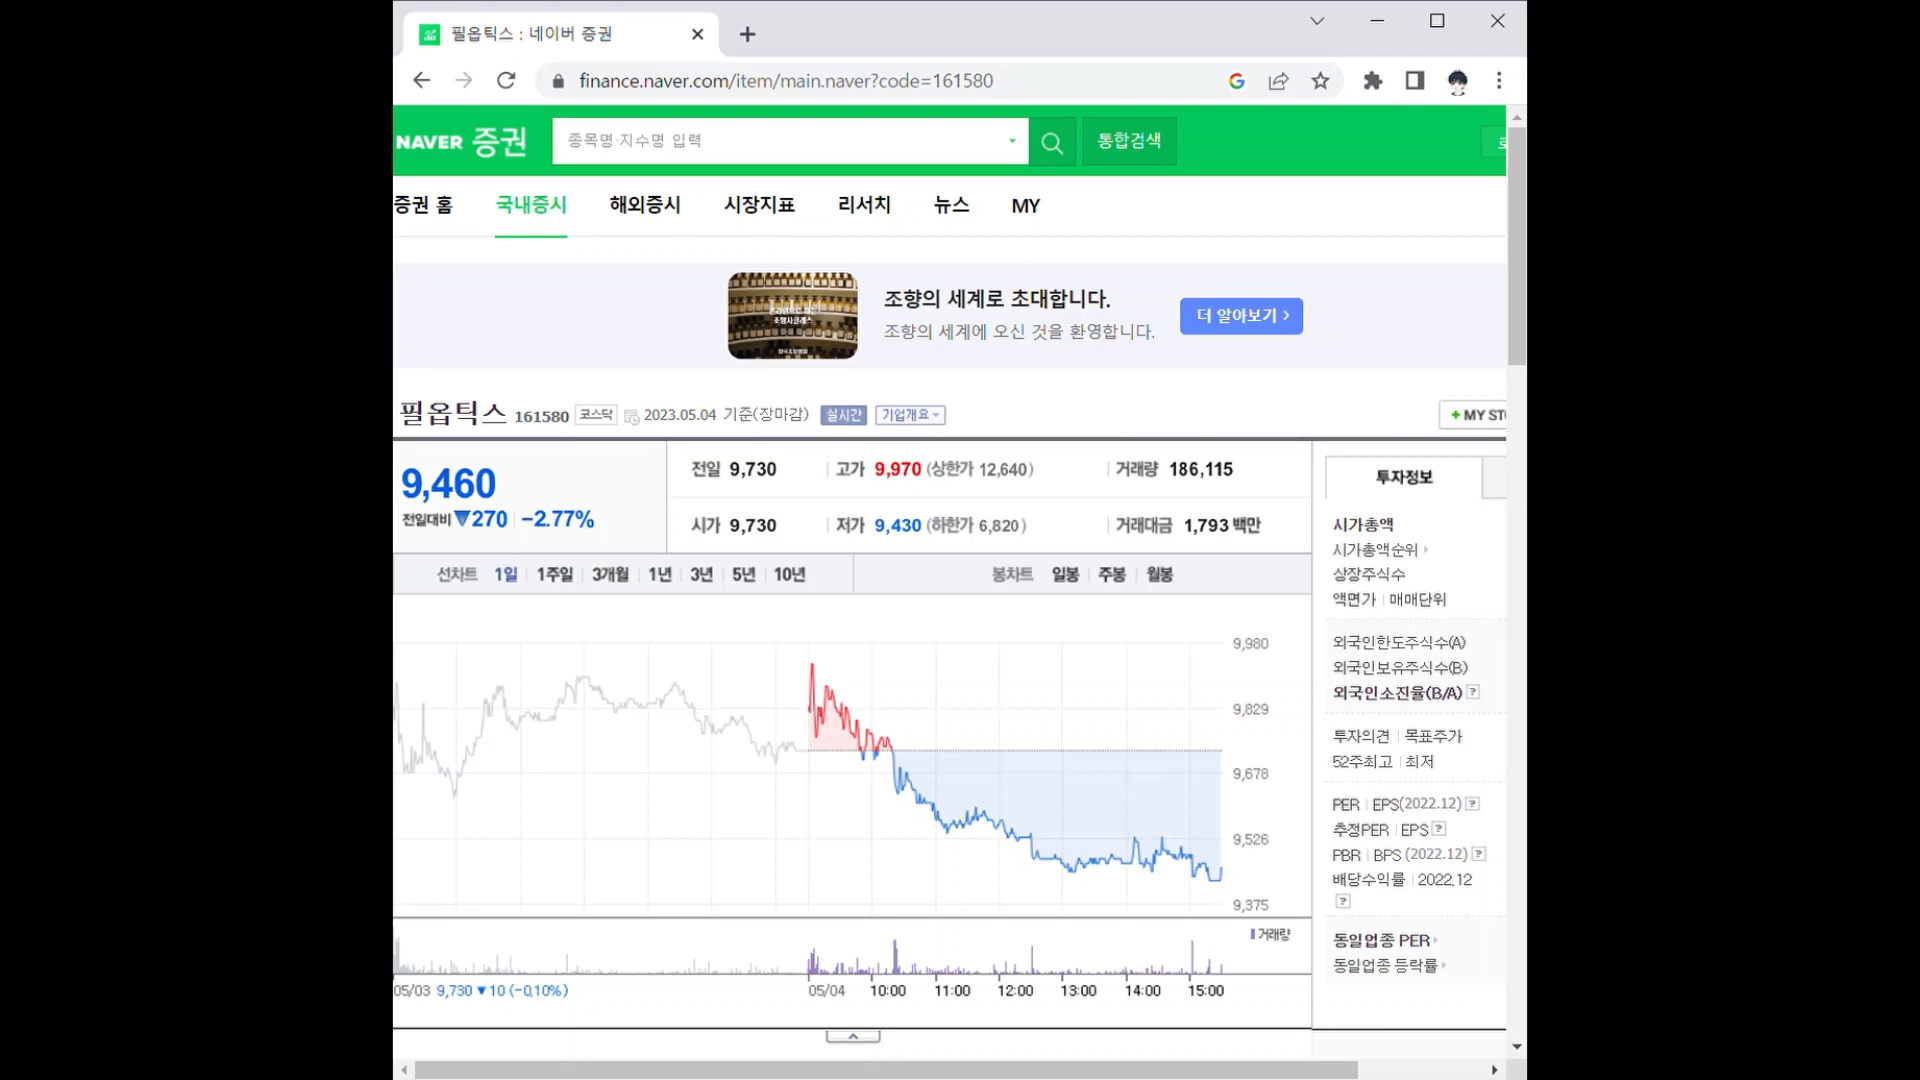 필옵틱스 : 네이버 증권
finance.naver.com/item/main.naver?code=161580
NAVER 증권
종목명·지수명 입력
통합검색
증권 홈 국내증시 해외증시 시장지표 리서치 뉴스 MY
조향의 세계로 초대합니다.
조향의 세계에 오신 것을 환영합니다.
더 알아보기 >
필옵틱스 161580 코스닥 2023.05.04 기준(장마감) 실시간 기업개요
+ MY ST
9,460
전일대비 ▼270 -2.77%
전일 9,730 고가 9,970 (상한가 12,640) 거래량 186,115
시가 9,730 저가 9,430 (하한가 6,820) 거래대금 1,793 백만
선차트 1일 1주일 3개월 1년 3년 5년 10년 봉차트 일봉 주봉 월봉
9,980
9,829
9,678
9,526
9,375
거래량
05/03 9,730 ▼10 (-0.10%)
05/04 10:00 11:00 12:00 13:00 14:00 15:00
투자정보
시가총액
시가총액순위
상장주식수
액면가 | 매매단위
외국인한도주식수(A)
외국인보유주식수(B)
외국인소진율(B/A) ?
투자의견 | 목표주가
52주최고 | 최저
PER | EPS(2022.12) ?
추정PER | EPS ?
PBR | BPS (2022.12) ?
배당수익률 | 2022.12
?
동일업종 PER
동일업종 등락률